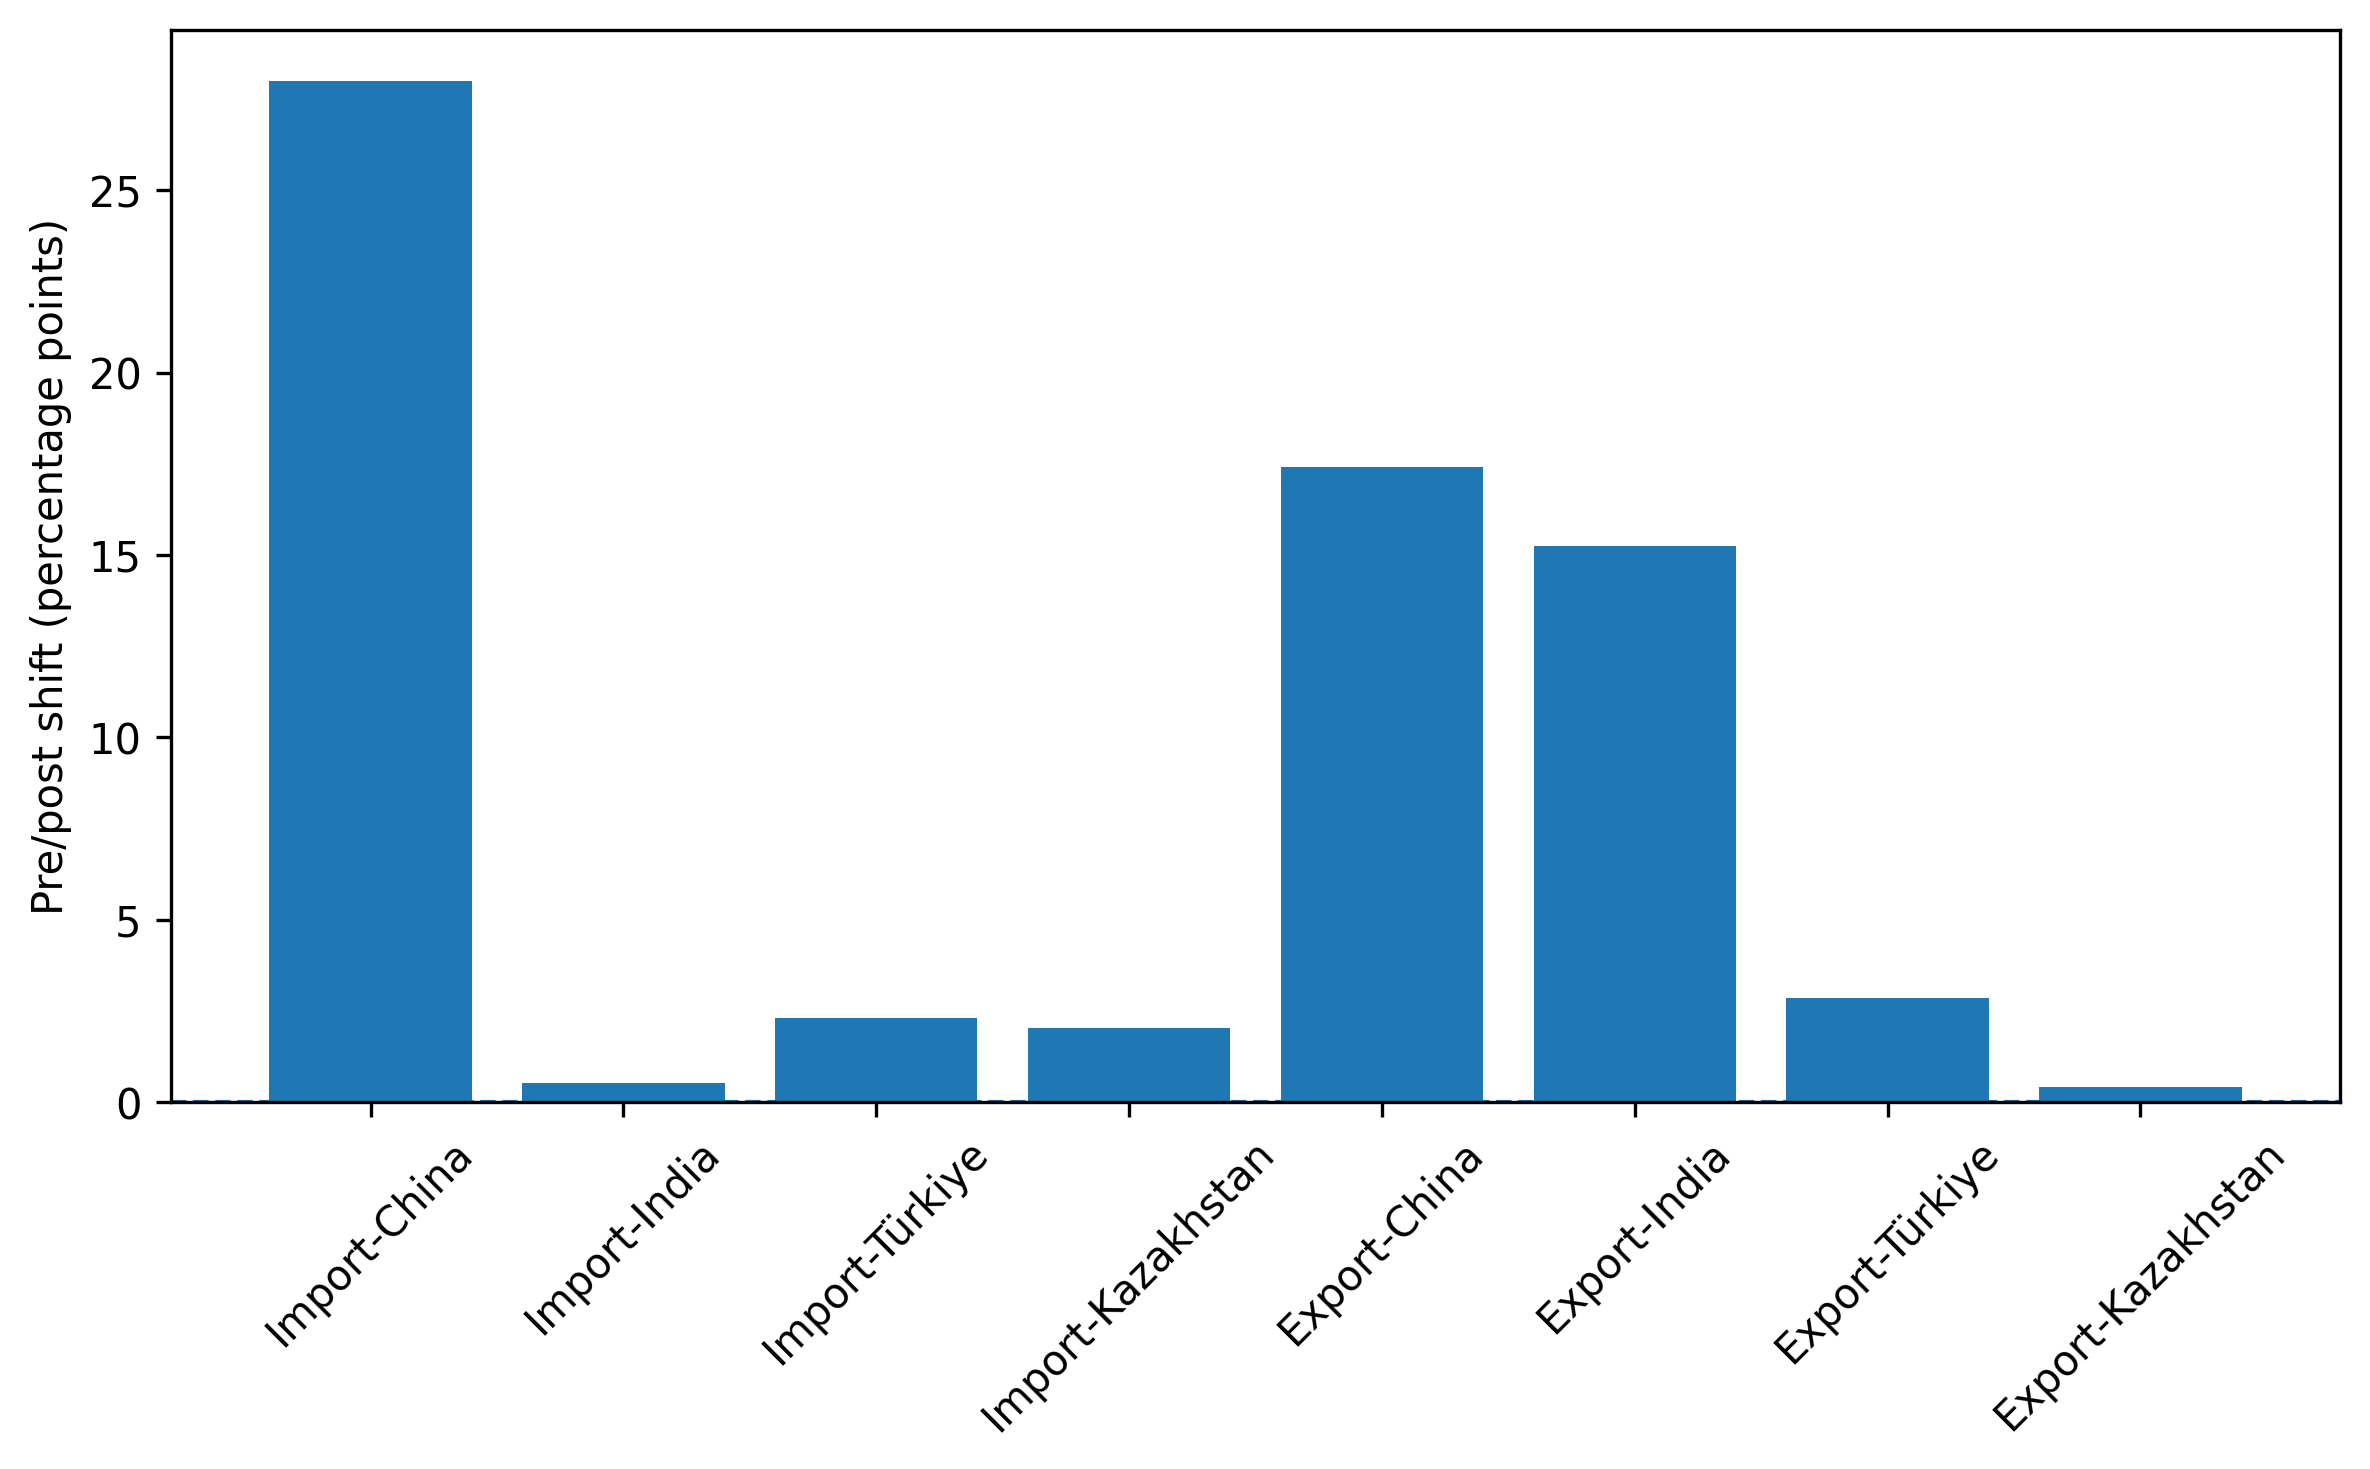 Pre/post shift (percentage points)
25
20
15
10
5
0
Import-China
Import-India
Import-Türkiye
Import-Kazakhstan
Export-China
Export-India
Export-Türkiye
Export-Kazakhstan